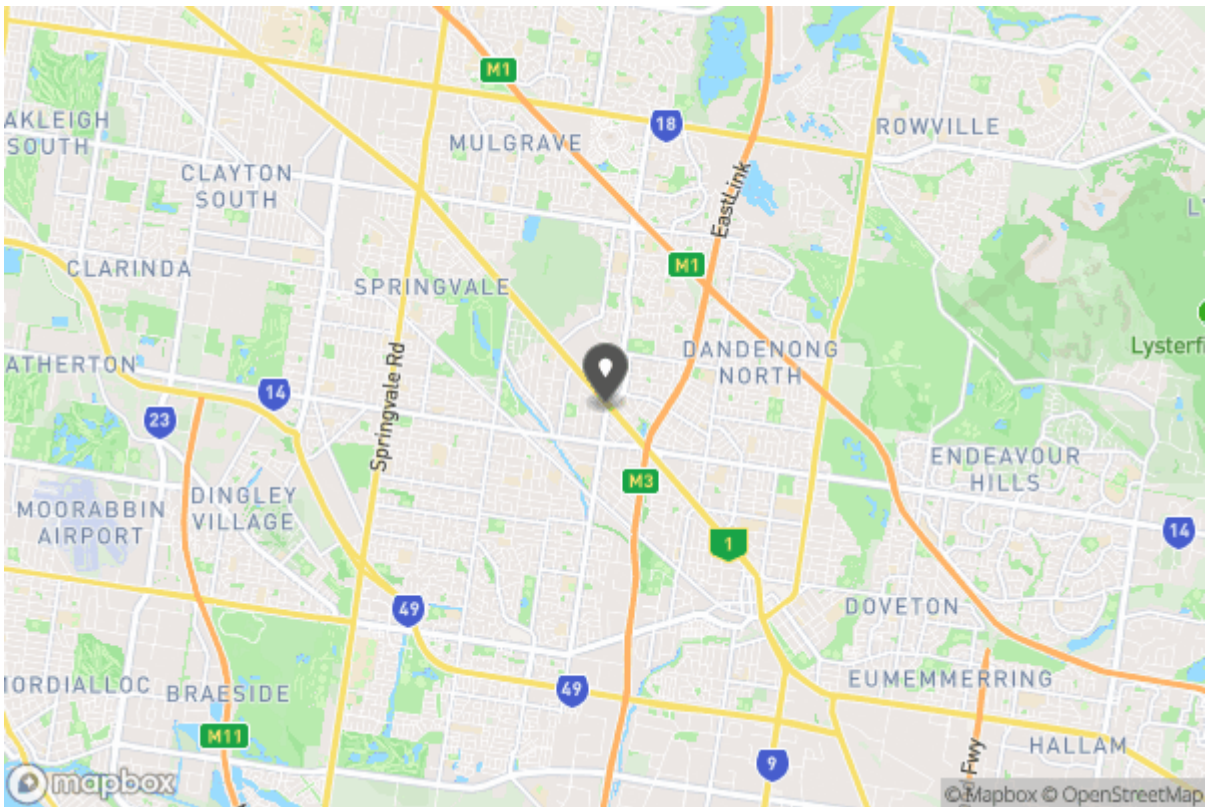 M1
18
ROWVILLE
AKLEIGH
SOUTH
MULGRAVE
CLAYTON
SOUTH
EastLink
CLARINDA
M1
SPRINGVALE
DANDENONG
NORTH
Lysterfi
ATHERTON
14
23
Springvale Rd
ENDEAVOUR
HILLS
M3
DINGLEY
VILLAGE
MOORABBIN
AIRPORT
1
14
49
DOVETON
ORDIALLOC
BRAESIDE
49
EUMEMMERRING
M11
HALLAM
9
Fwy
mapbox
© Mapbox © OpenStreetMap